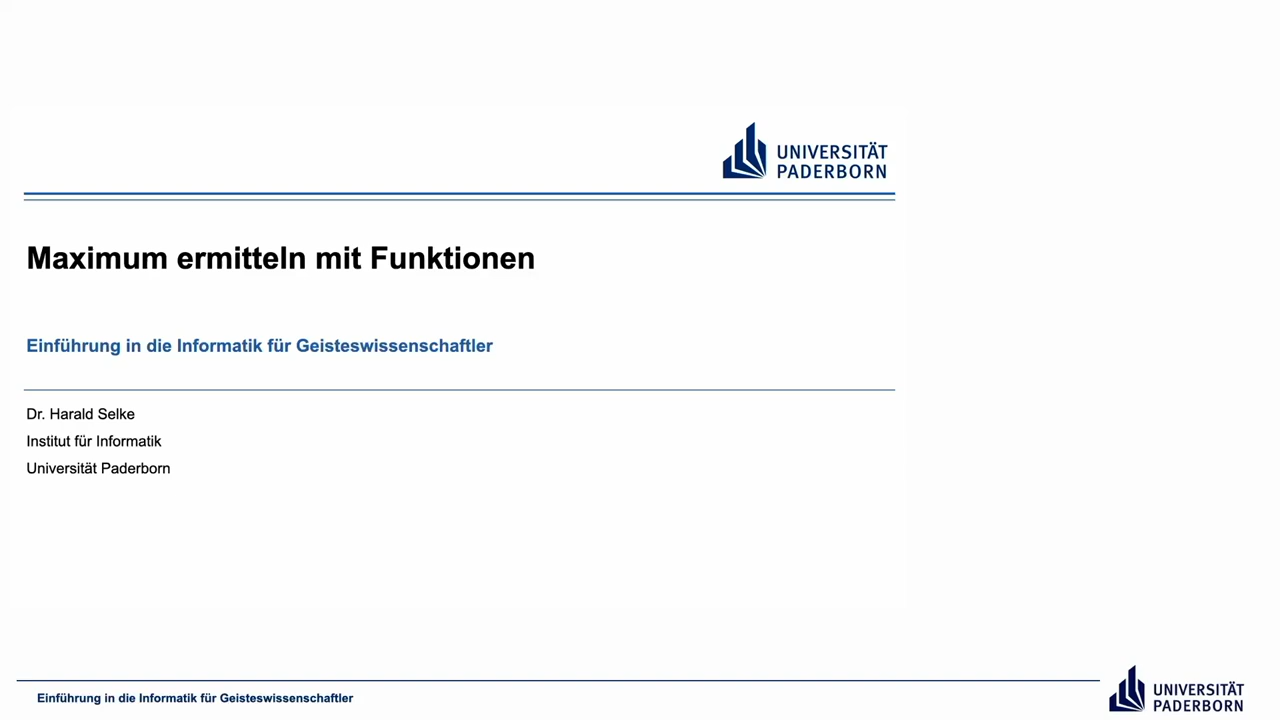 UNIVERSITÄT
PADERBORN
Maximum ermitteln mit Funktionen
Einführung in die Informatik für Geisteswissenschaftler
Dr. Harald Selke
Institut für Informatik
Universität Paderborn
Einführung in die Informatik für Geisteswissenschaftler
UNIVERSITÄT
PADERBORN